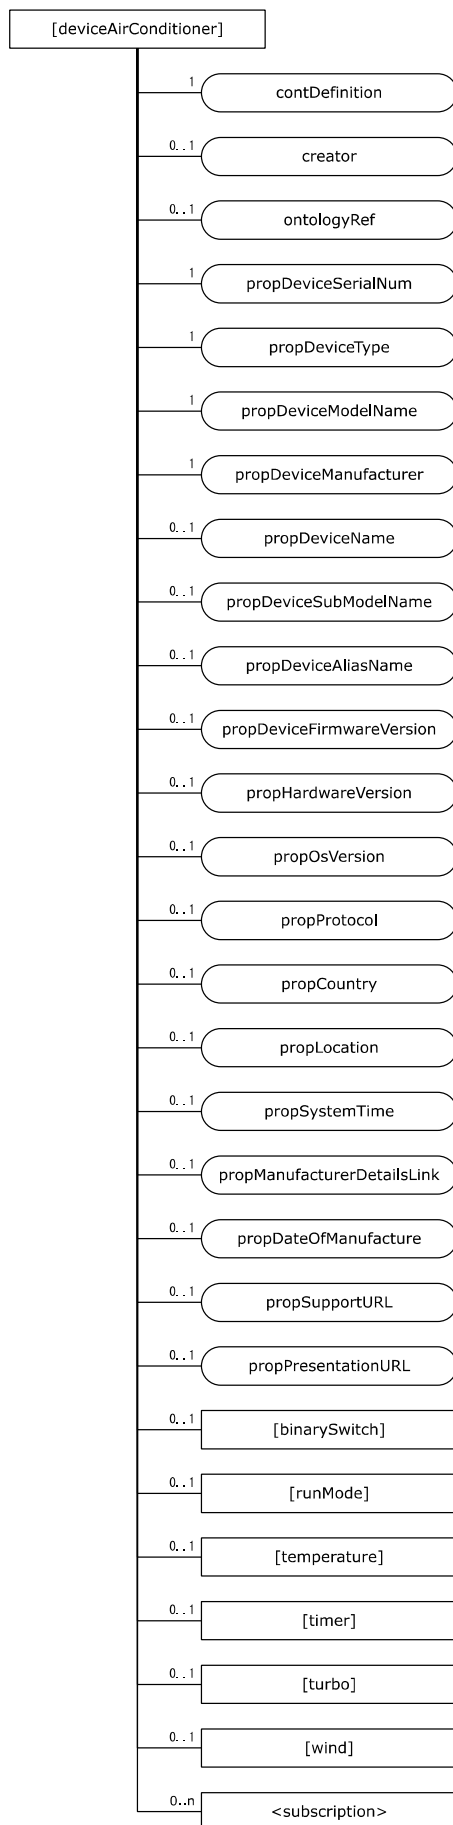 [deviceAirConditioner]
1
contDefinition
0..1
creator
0..1
ontologyRef
1
propDeviceSerialNum
1
propDeviceType
1
propDeviceModelName
1
propDeviceManufacturer
0..1
propDeviceName
0..1
propDeviceSubModelName
0..1
propDeviceAliasName
0..1
propDeviceFirmwareVersion
0..1
propHardwareVersion
0..1
propOsVersion
0..1
propProtocol
0..1
propCountry
0..1
propLocation
0..1
propSystemTime
0..1
propManufacturerDetailsLink
0..1
propDateOfManufacture
0..1
propSupportURL
0..1
propPresentationURL
0..1
[binarySwitch]
0..1
[runMode]
0..1
[temperature]
0..1
[timer]
0..1
[turbo]
0..1
[wind]
0..n
<subscription>